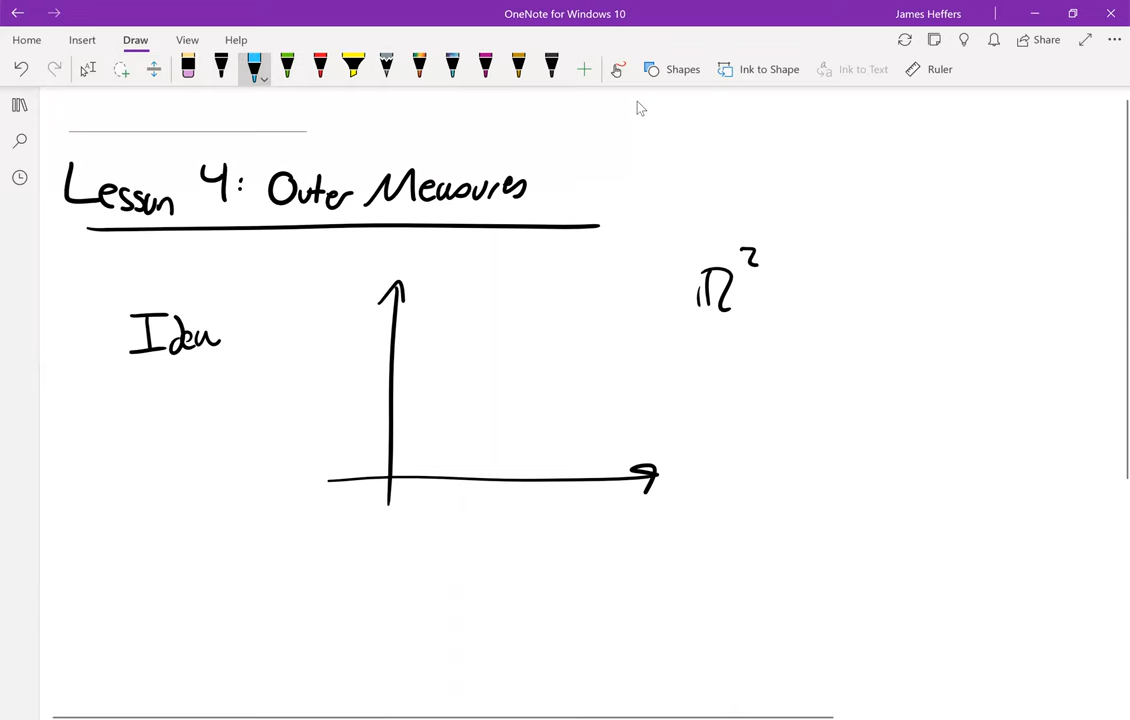 OneNote for Windows 10
James Heffers
Home Insert Draw View Help
Share
Shapes
Ink to Shape
Ink to Text
Ruler
Lesson 4: Outer Measures
ℝ²
Idea